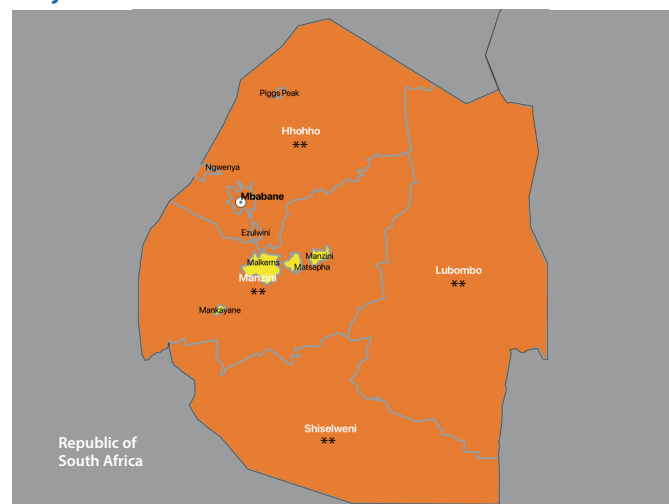 Piggs Peak
Hhohho
**
Ngwenya
Mbabane
Ezulwini
Malkerns
Manzini
Matsapha
Manzini
**
Lubombo
**
Mankayane
Shiselweni
**
Republic of
South Africa